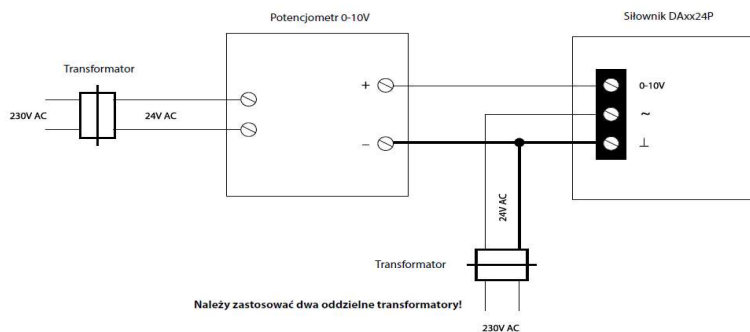 Potencjometr 0-10V
Siłownik DAxx24P
Transformator
230V AC
24V AC
+
−
0-10V
~
⊥
24V AC
Transformator
Należy zastosować dwa oddzielne transformatory!
230V AC